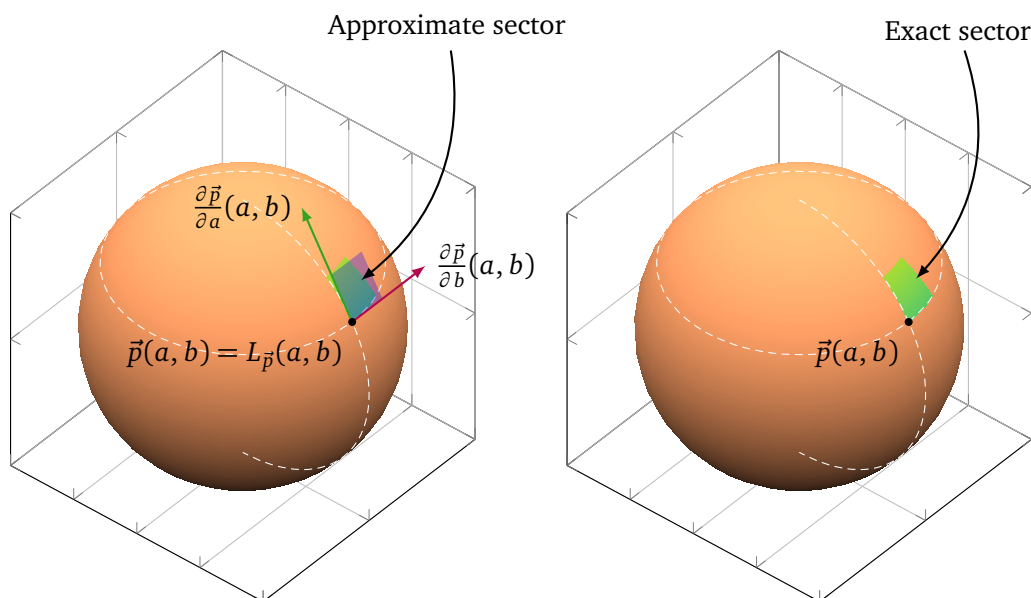 Approximate sector
Exact sector
∂p⃗/∂a (a, b)
∂p⃗/∂b (a, b)
p⃗(a, b) = L_p⃗(a, b)
p⃗(a, b)